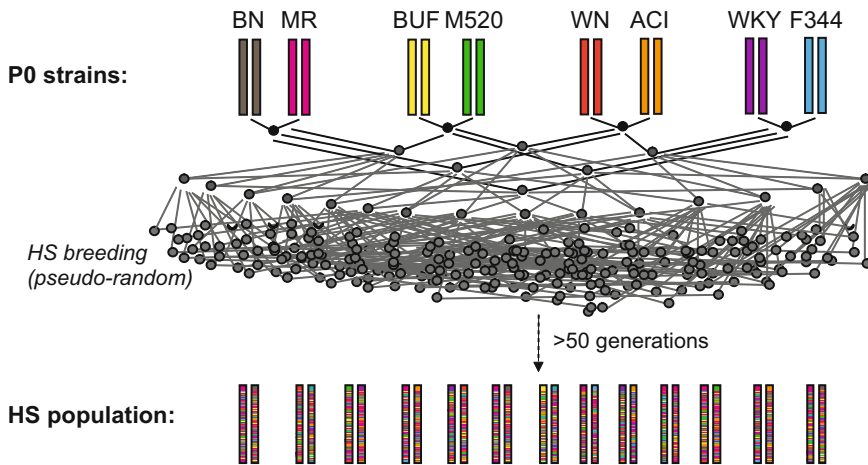 BN MR BUF M520 WN ACI WKY F344
P0 strains:
HS breeding
(pseudo-random)
>50 generations
HS population: